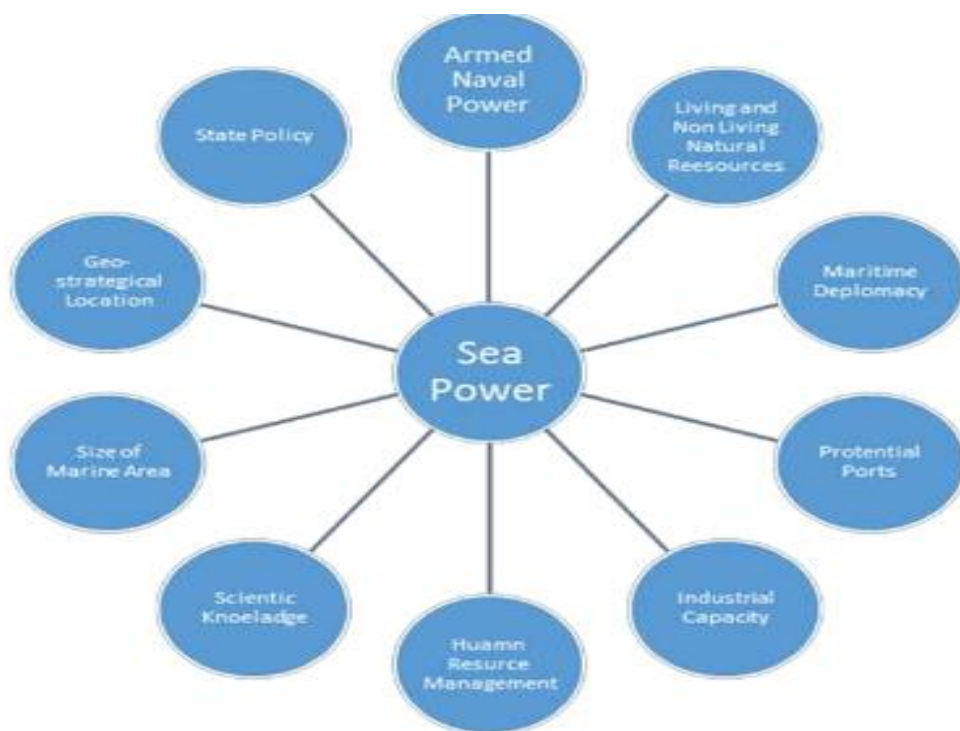 Armed
Naval
Power
Living and
Non Living
Natural
Reesources
Maritime
Deplomacy
Protential
Ports
Industrial
Capacity
Huamn
Resurce
Management
Scientic
Knoeladge
Size of
Marine Area
Geo-
strategical
Location
State Policy
Sea
Power